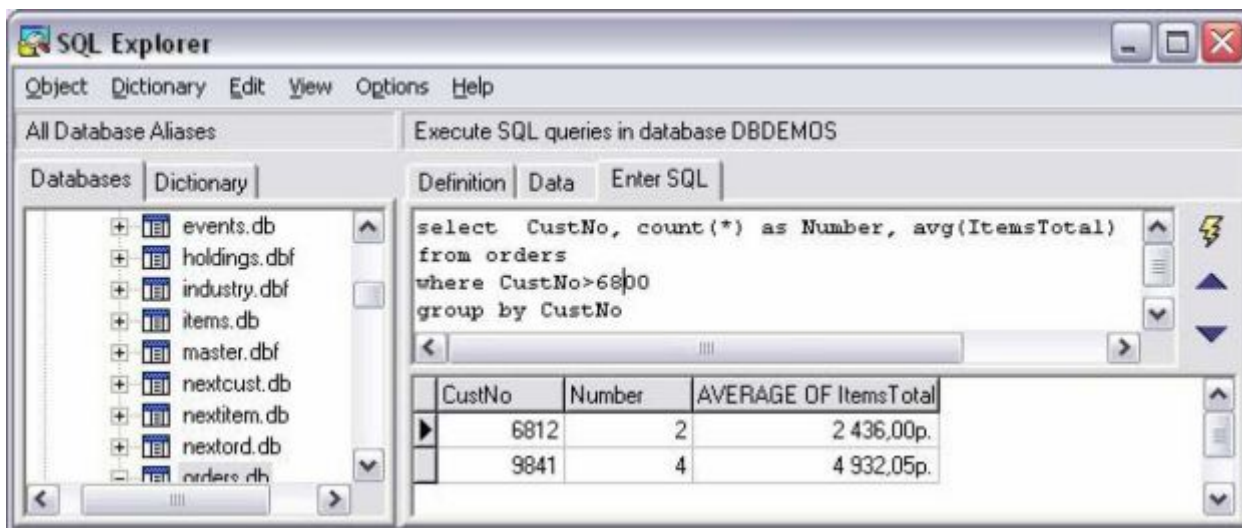 SQL Explorer
Object Dictionary Edit View Options Help
All Database Aliases
Execute SQL queries in database DBDEMOS
Databases Dictionary
Definition Data Enter SQL
events.db
holdings.dbf
industry.dbf
items.db
master.dbf
nextcust.db
nextitem.db
nextord.db
orders.db
select CustNo, count(*) as Number, avg(ItemsTotal)
from orders
where CustNo>6800
group by CustNo
CustNo Number AVERAGE OF ItemsTotal
6812 2 2 436,00р.
9841 4 4 932,05р.